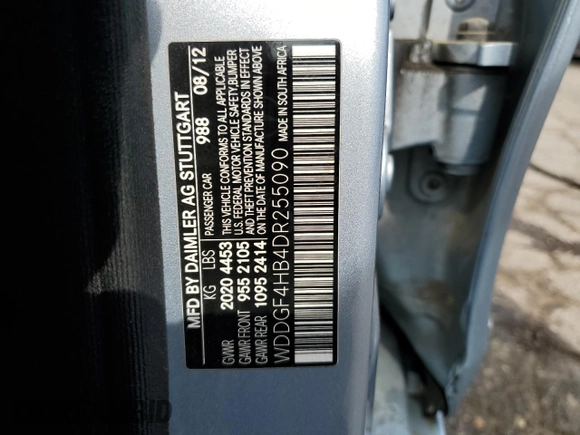 MFD BY DAIMLER AG STUTTGART
PASSENGER CAR 988 08/12
KG LBS
GVWR 2020 4453
GAWR FRONT 955 2105
GAWR REAR 1095 2414
THIS VEHICLE CONFORMS TO ALL APPLICABLE
U.S. FEDERAL MOTOR VEHICLE SAFETY, BUMPER
AND THEFT PREVENTION STANDARDS IN EFFECT
ON THE DATE OF MANUFACTURE SHOWN ABOVE
WDDGF4HB4DR255090
MADE IN SOUTH AFRICA